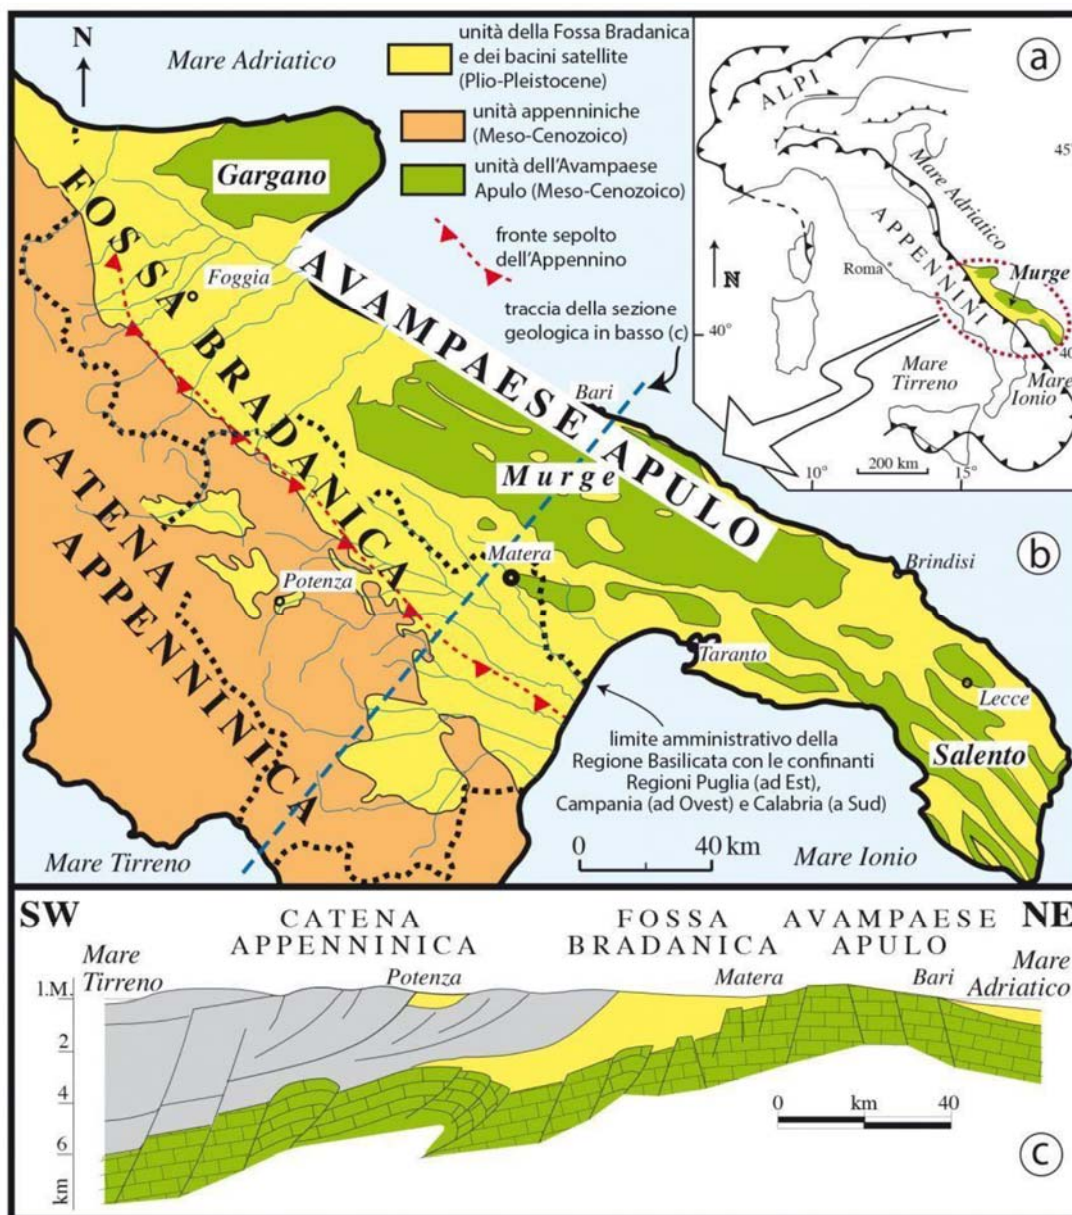 N
Mare Adriatico
unità della Fossa Bradanica
e dei bacini satellite
(Plio-Pleistocene)
unità appenniniche
(Meso-Cenozoico)
unità dell'Avampaese
Apulo (Meso-Cenozoico)
fronte sepolto
dell'Appennino
traccia della sezione
geologica in basso (c)
Gargano
FOSSA BRADANICA
Foggia
AVAMPAESE APULO
Bari
Murge
CATENA
APPENNINICA
Matera
Potenza
Brindisi
Taranto
Lecce
Salento
limite amministrativo della
Regione Basilicata con le confinanti
Regioni Puglia (ad Est),
Campania (ad Ovest) e Calabria (a Sud)
0 40 km
Mare Tirreno
Mare Ionio
b
a
ALPI
45°
Mare Adriatico
APPENNINI
N
Roma
Murge
40°
40
Mare
Tirreno
Mare
Ionio
10°
200 km
15°
SW
CATENA
APPENNINICA
FOSSA
BRADANICA
AVAMPAESE
APULO
NE
Mare
Tirreno
Potenza
Matera
Bari
Mare
Adriatico
l.M.
2
4
6
km
0 km 40
c